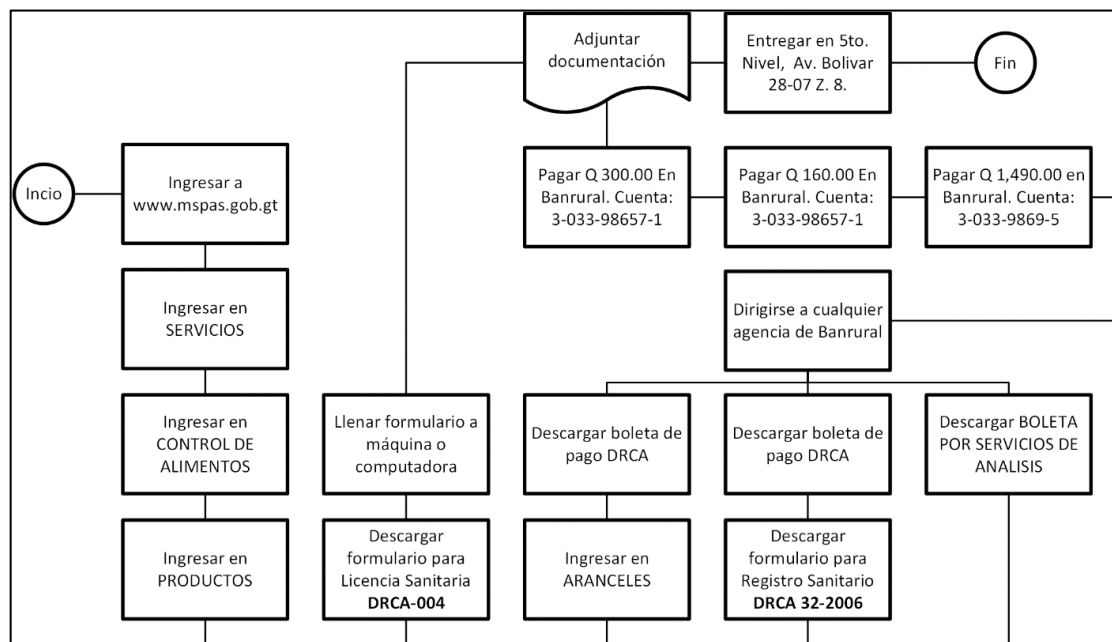 Adjuntar
documentación
Entregar en 5to.
Nivel,  Av. Bolivar
28-07 Z. 8.
Fin
Incio
Ingresar a
www.mspas.gob.gt
Pagar Q 300.00 En
Banrural. Cuenta:
3-033-98657-1
Pagar Q 160.00 En
Banrural. Cuenta:
3-033-98657-1
Pagar Q 1,490.00 en
Banrural. Cuenta:
3-033-9869-5
Ingresar en
SERVICIOS
Dirigirse a cualquier
agencia de Banrural
Ingresar en
CONTROL DE
ALIMENTOS
Llenar formulario a
máquina o
computadora
Descargar boleta de
pago DRCA
Descargar boleta de
pago DRCA
Descargar BOLETA
POR SERVICIOS DE
ANALISIS
Ingresar en
PRODUCTOS
Descargar
formulario para
Licencia Sanitaria
DRCA-004
Ingresar en
ARANCELES
Descargar
formulario para
Registro Sanitario
DRCA 32-2006